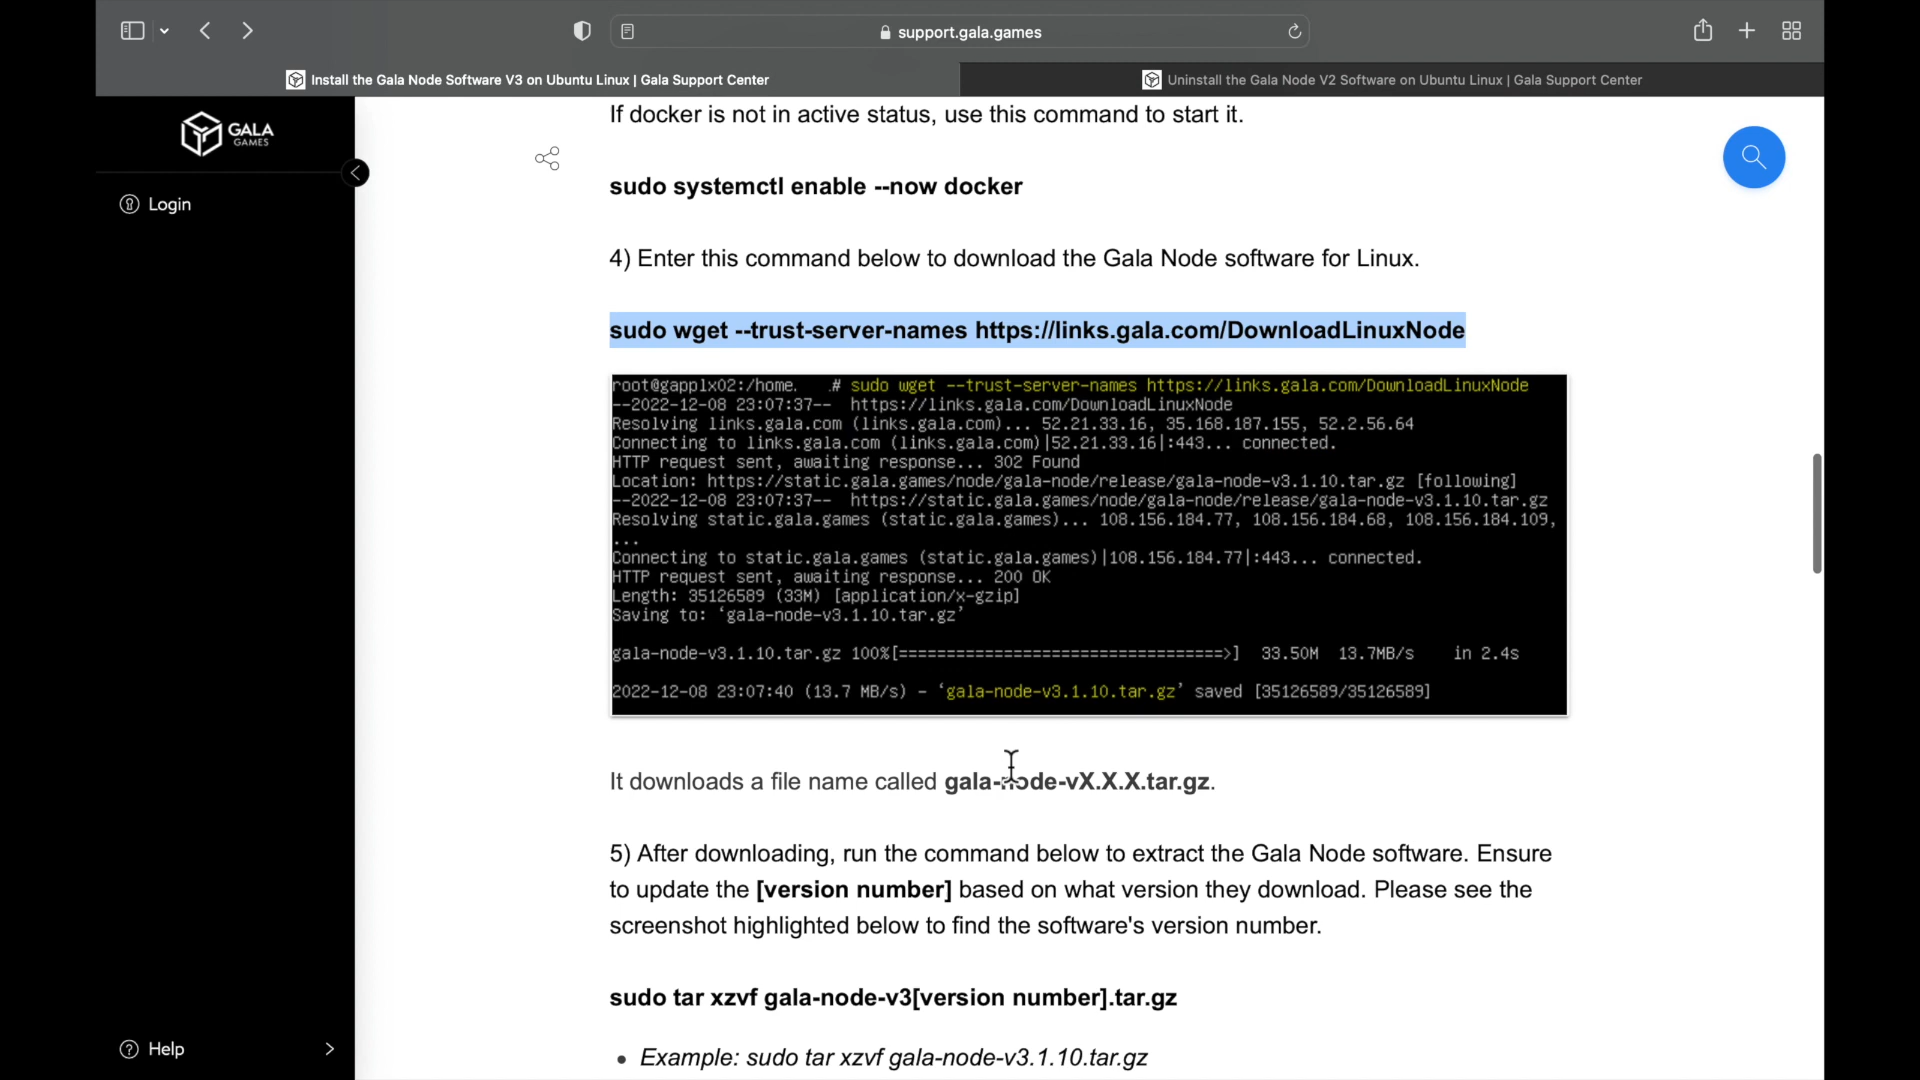 support.gala.games
Install the Gala Node Software V3 on Ubuntu Linux | Gala Support Center
Uninstall the Gala Node V2 Software on Ubuntu Linux | Gala Support Center
GALA
GAMES
Login
If docker is not in active status, use this command to start it.
sudo systemctl enable --now docker
4) Enter this command below to download the Gala Node software for Linux.
sudo wget --trust-server-names https://links.gala.com/DownloadLinuxNode
root@gapplx02:/home. .# sudo wget --trust-server-names https://links.gala.com/DownloadLinuxNode
--2022-12-08 23:07:37-- https://links.gala.com/DownloadLinuxNode
Resolving links.gala.com (links.gala.com)... 52.21.33.16, 35.168.187.155, 52.2.56.64
Connecting to links.gala.com (links.gala.com)|52.21.33.16|:443... connected.
HTTP request sent, awaiting response... 302 Found
Location: https://static.gala.games/node/gala-node/release/gala-node-v3.1.10.tar.gz [following]
--2022-12-08 23:07:37-- https://static.gala.games/node/gala-node/release/gala-node-v3.1.10.tar.gz
Resolving static.gala.games (static.gala.games)... 108.156.184.77, 108.156.184.68, 108.156.184.109,
...
Connecting to static.gala.games (static.gala.games)|108.156.184.77|:443... connected.
HTTP request sent, awaiting response... 200 OK
Length: 35126589 (33M) [application/x-gzip]
Saving to: ‘gala-node-v3.1.10.tar.gz’
gala-node-v3.1.10.tar.gz 100%[==================================>] 33.50M 13.7MB/s in 2.4s
2022-12-08 23:07:40 (13.7 MB/s) - ‘gala-node-v3.1.10.tar.gz’ saved [35126589/35126589]
It downloads a file name called gala-node-vX.X.X.tar.gz.
5) After downloading, run the command below to extract the Gala Node software. Ensure
to update the [version number] based on what version they download. Please see the
screenshot highlighted below to find the software's version number.
sudo tar xzvf gala-node-v3[version number].tar.gz
• Example: sudo tar xzvf gala-node-v3.1.10.tar.gz
Help